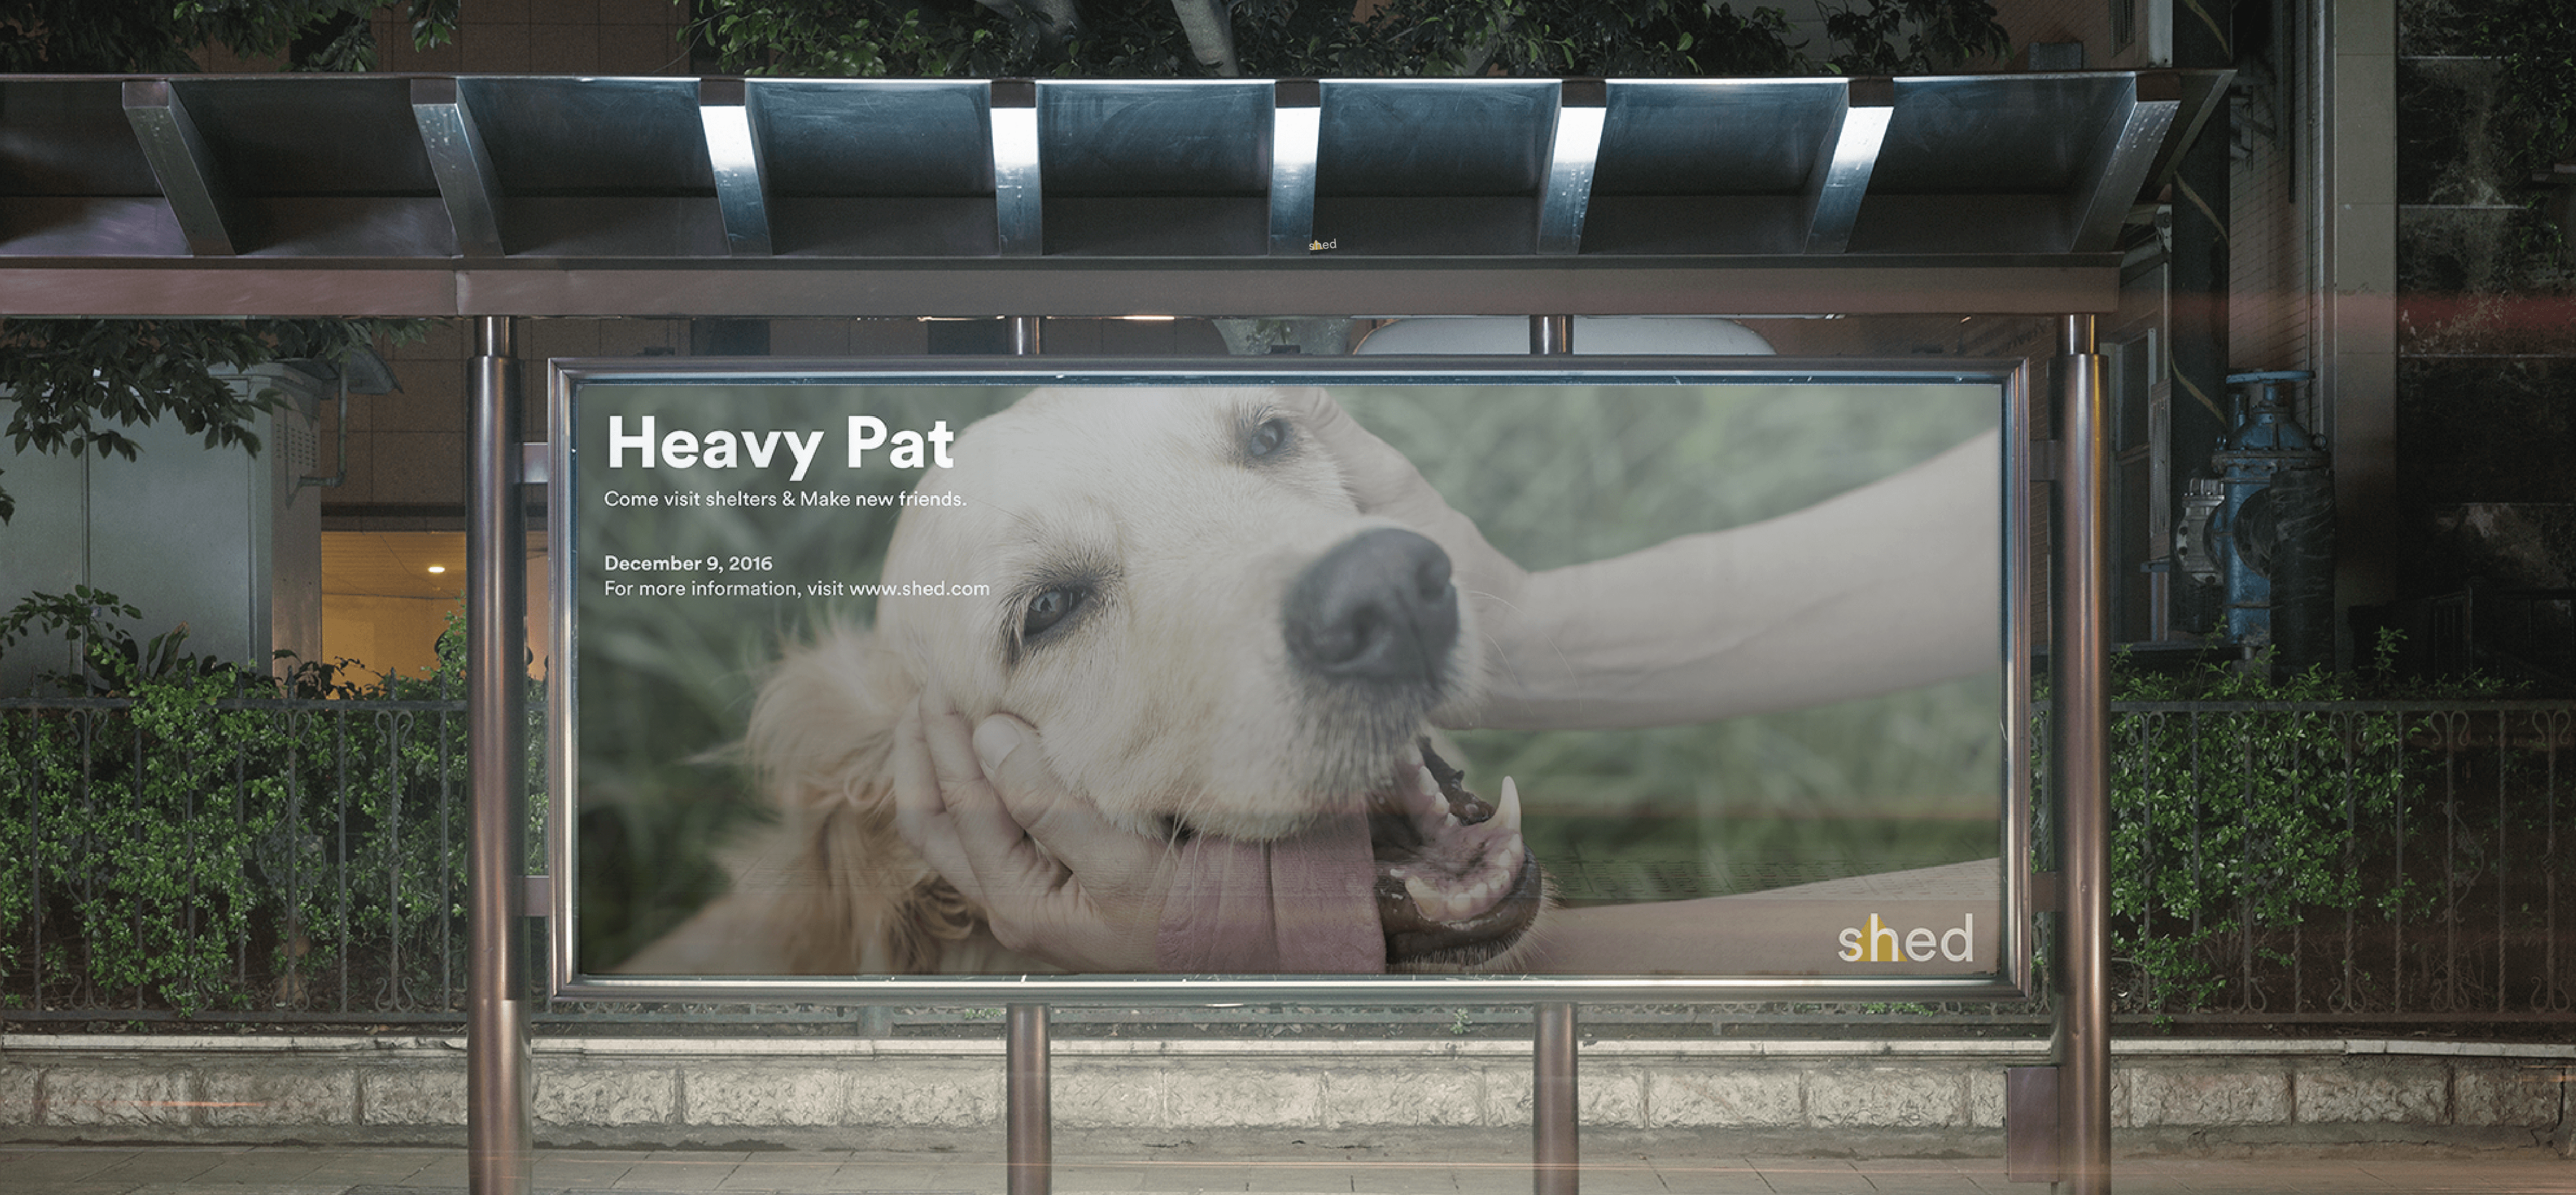 shed
Heavy Pat
Come visit shelters & Make new friends.
December 9, 2016
For more information, visit www.shed.com
shed